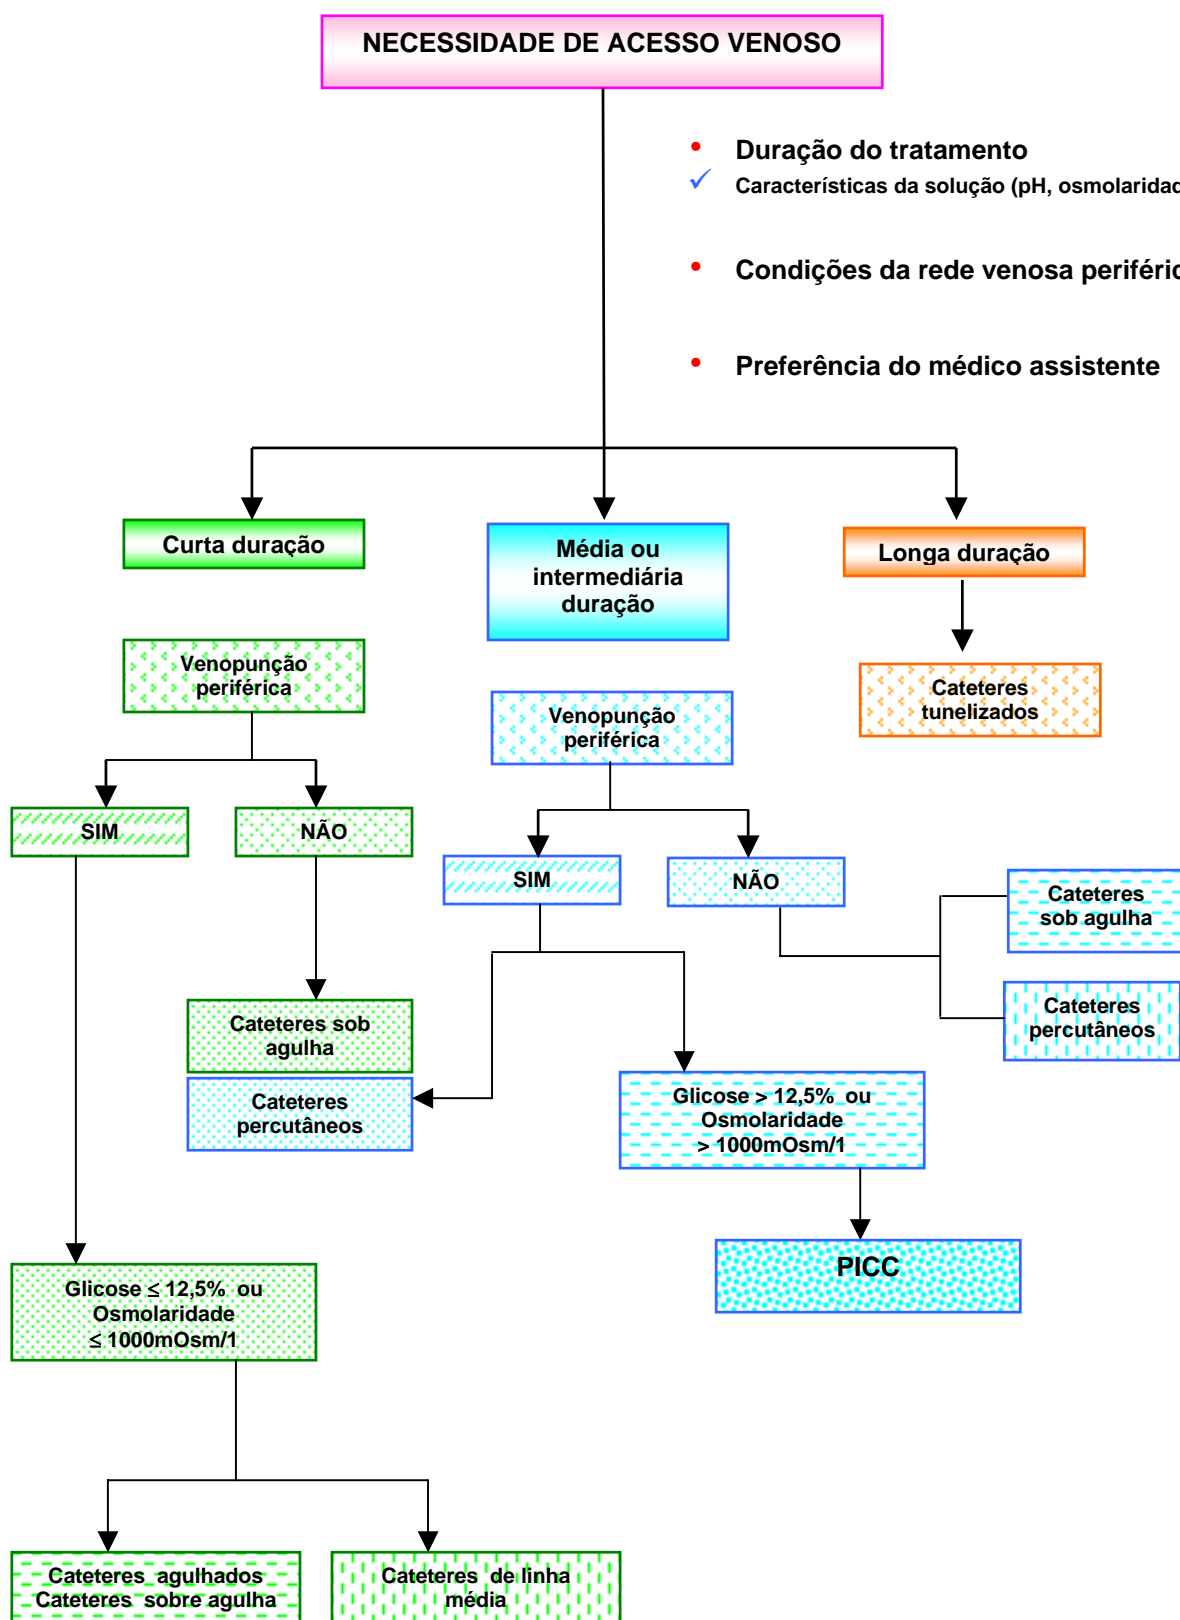 NECESSIDADE DE ACESSO VENOSO
• Duração do tratamento
✓ Características da solução (pH, osmolaridad
• Condições da rede venosa periféric
• Preferência do médico assistente
Curta duração
Média ou
intermediária
duração
Longa duração
Venopunção
periférica
Venopunção
periférica
Cateteres
tunelizados
SIM
NÃO
SIM
NÃO
Cateteres
sob agulha
Cateteres
percutâneos
Cateteres sob
agulha
Cateteres
percutâneos
Glicose > 12,5% ou
Osmolaridade
> 1000mOsm/1
PICC
Glicose ≤ 12,5% ou
Osmolaridade
≤ 1000mOsm/1
Cateteres agulhados
Cateteres sobre agulha
Cateteres de linha
média